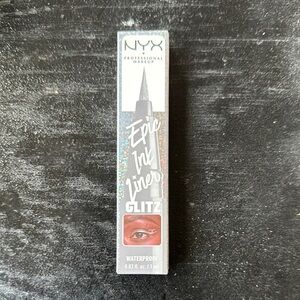 NYX
PROFESSIONAL
MAKEUP
Epic
Ink
Liner
GLITZ
WATERPROOF